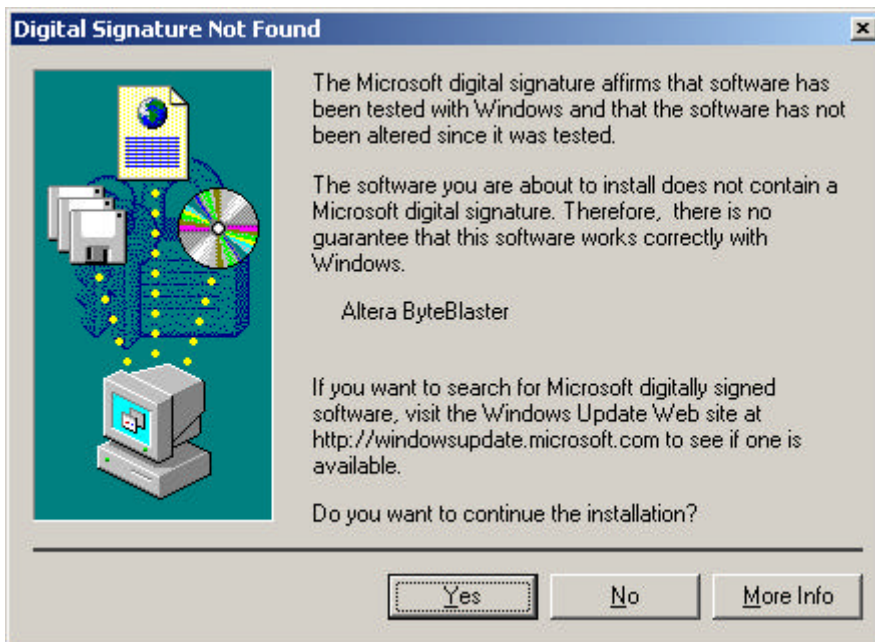 Digital Signature Not Found
The Microsoft digital signature affirms that software has
been tested with Windows and that the software has not
been altered since it was tested.
The software you are about to install does not contain a
Microsoft digital signature. Therefore,  there is no
guarantee that this software works correctly with
Windows.
Altera ByteBlaster
If you want to search for Microsoft digitally signed
software, visit the Windows Update Web site at
http://windowsupdate.microsoft.com to see if one is
available.
Do you want to continue the installation?
Yes No More Info